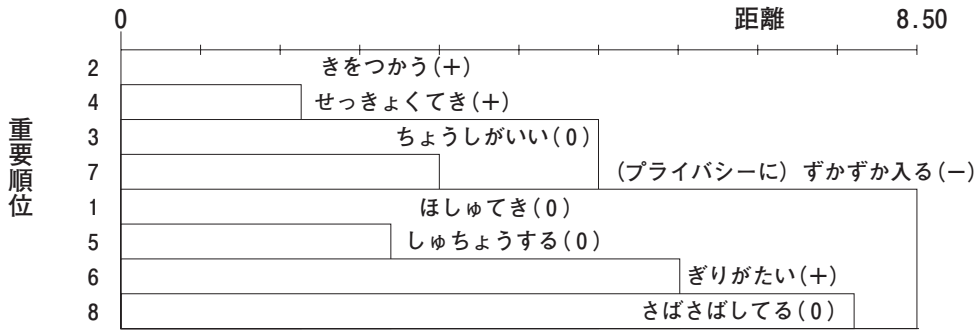 0 距離 8.50
重要順位
2 きをつかう(+)
4 せっきょくてき(+)
3 ちょうしがいい(0)
7 (プライバシーに) ずかずか入る(−)
1 ほしゅてき(0)
5 しゅちょうする(0)
6 ぎりがたい(+)
8 さばさばしてる(0)